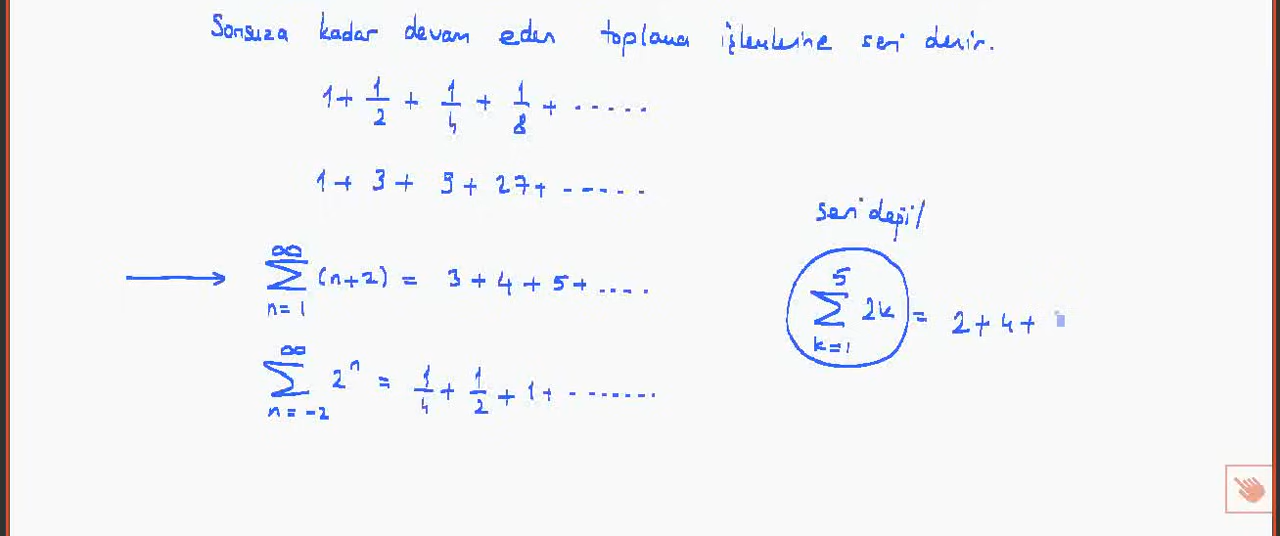 Sonsuza kadar devam eden toplama işlemlerine seri denir.
1 + 1/2 + 1/4 + 1/8 + .....
1 + 3 + 9 + 27 + ......
∞
∑ (n+2) = 3 + 4 + 5 + ....
n = 1
∞
∑ 2ⁿ = 1/4 + 1/2 + 1 + .......
n = -2
seri değil
5
∑ 2k = 2 + 4 +
k=1